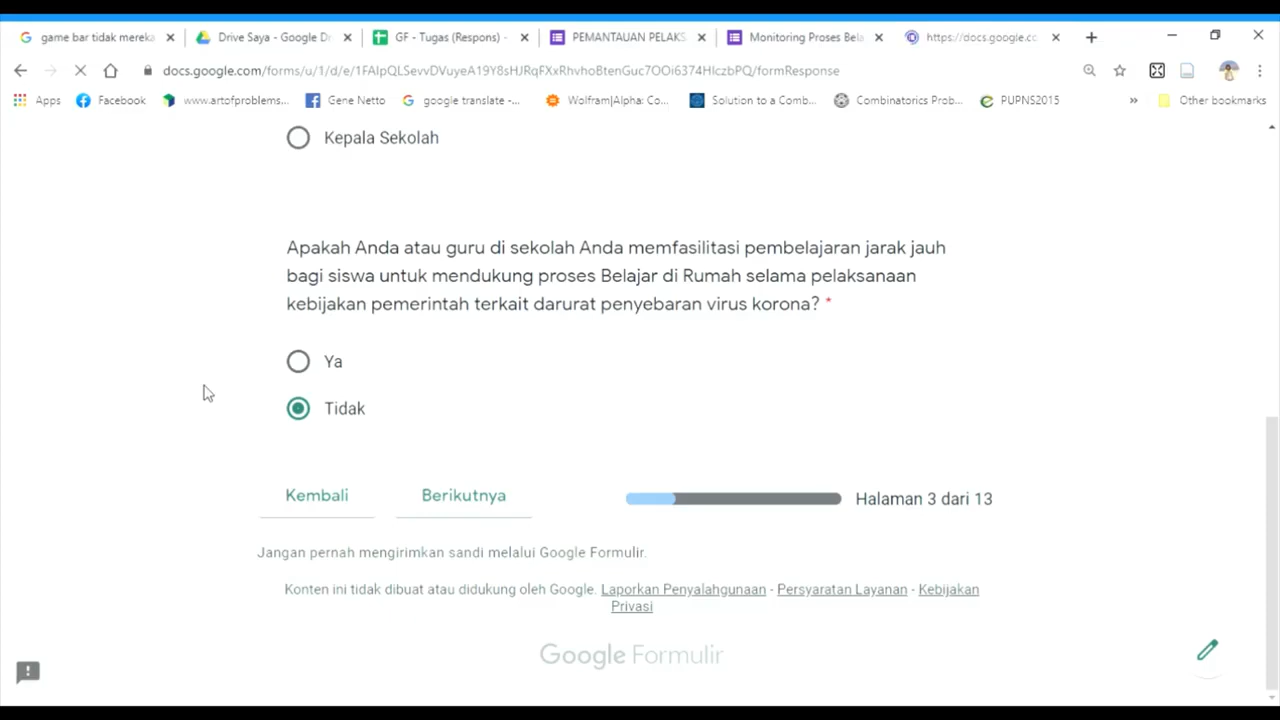 game bar tidak mereka
Drive Saya - Google Dr
GF - Tugas (Respons) -
PEMANTAUAN PELAKS
Monitoring Proses Bela
https://docs.google.co
docs.google.com/forms/u/1/d/e/1FAIpQLSevvDVuyeA19Y8sHJRqFXxRhvhoBtenGuc7OOi6374HlczbPQ/formResponse
Apps
Facebook
www.artofproblems...
Gene Netto
google translate -...
Wolfram|Alpha: Co...
Solution to a Comb...
Combinatorics Prob...
PUPNS2015
»
Other bookmarks
Kepala Sekolah
Apakah Anda atau guru di sekolah Anda memfasilitasi pembelajaran jarak jauh
bagi siswa untuk mendukung proses Belajar di Rumah selama pelaksanaan
kebijakan pemerintah terkait darurat penyebaran virus korona? *
Ya
Tidak
Kembali
Berikutnya
Halaman 3 dari 13
Jangan pernah mengirimkan sandi melalui Google Formulir.
Konten ini tidak dibuat atau didukung oleh Google. Laporkan Penyalahgunaan - Persyaratan Layanan - Kebijakan
Privasi
Google Formulir